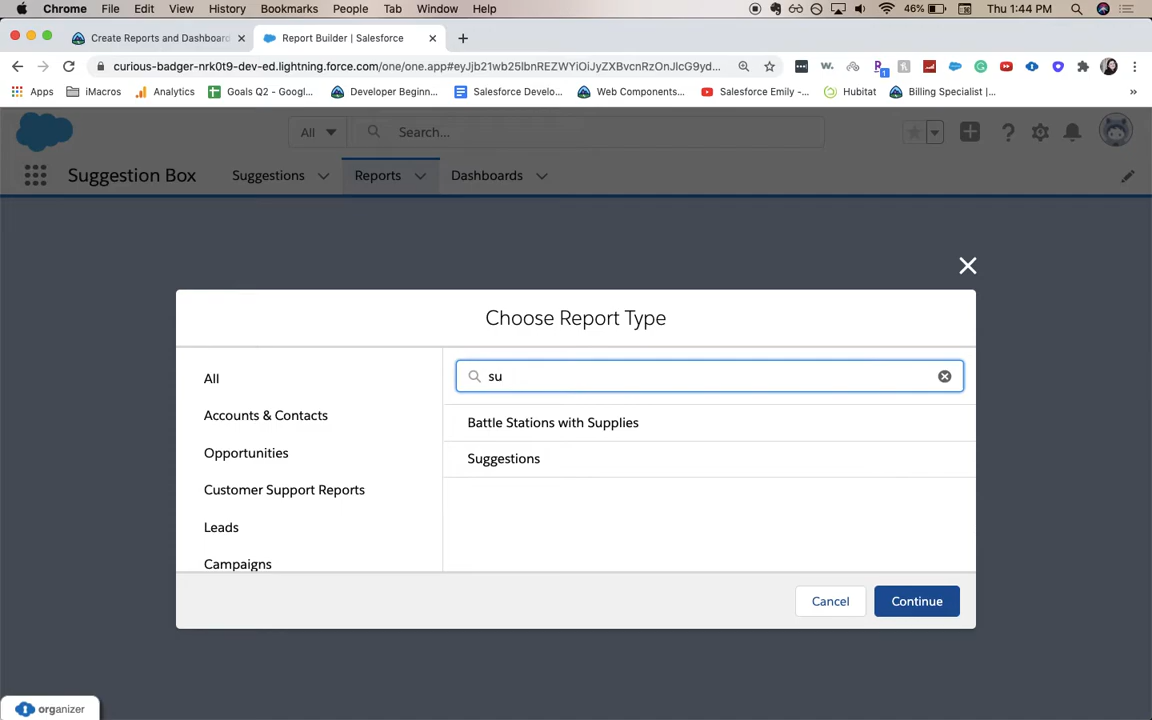 Chrome File Edit View History Bookmarks People Tab Window Help 46% Thu 1:44 PM
Create Reports and Dashboard
Report Builder | Salesforce
curious-badger-nrk0t9-dev-ed.lightning.force.com/one/one.app#eyJjb21wb25lbnREZWYiOiJyZXBvcnRzOnJlcG9yd...
Apps iMacros Analytics Goals Q2 - Googl... Developer Beginn... Salesforce Develo... Web Components... Salesforce Emily -... Hubitat Billing Specialist |... »
All Search...
Suggestion Box Suggestions Reports Dashboards
Choose Report Type
All
Accounts & Contacts
Opportunities
Customer Support Reports
Leads
Campaigns
su
Battle Stations with Supplies
Suggestions
Cancel Continue
organizer